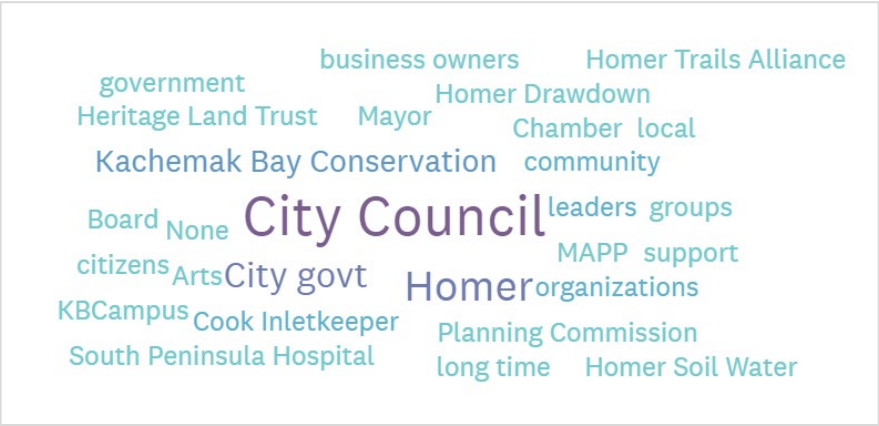 business owners
Homer Trails Alliance
government
Homer Drawdown
Heritage Land Trust
Mayor
Chamber
local
Kachemak Bay Conservation
community
City Council
leaders
groups
Board
None
MAPP
support
citizens
Arts
City govt
Homer
organizations
KBCampus
Cook Inletkeeper
Planning Commission
South Peninsula Hospital
long time
Homer Soil Water